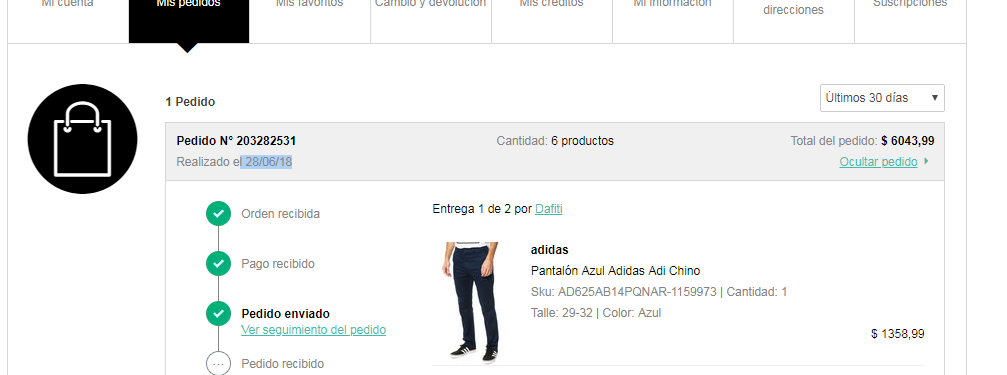 Mi cuenta
Mis pedidos
Mis favoritos
Cambio y devolución
Mis créditos
Mi información
direcciones
Suscripciones
1 Pedido
Últimos 30 días
Pedido N° 203282531
Cantidad: 6 productos
Total del pedido: $ 6043,99
Realizado el 28/06/18
Ocultar pedido
Orden recibida
Entrega 1 de 2 por Dafiti
adidas
Pago recibido
Pantalón Azul Adidas Adi Chino
Sku: AD625AB14PQNAR-1159973 | Cantidad: 1
Pedido enviado
Talle: 29-32 | Color: Azul
Ver seguimiento del pedido
$ 1358,99
Pedido recibido